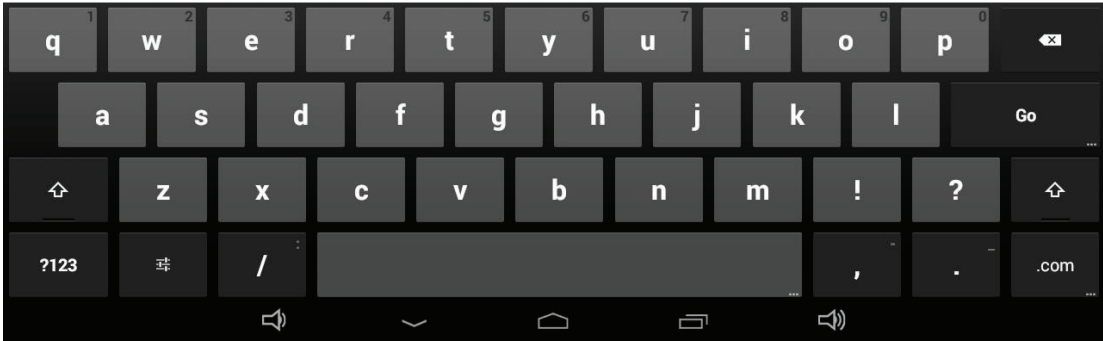 q 1 w 2 e 3 r 4 t 5 y 6 u 7 i 8 o 9 p 0
a s d f g h j k l Go ...
z x c v b n m ! ?
?123 / : ... , - . _ .com ...